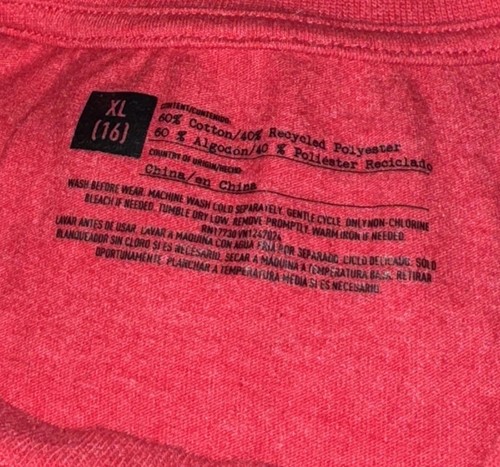 XL
(16)
CONTENT/CONTENIDO:
60% Cotton/40% Recycled Polyester
60 % Algodón/40 % Poliéster Reciclado
COUNTRY OF ORIGIN/HECHO:
China/en China
WASH BEFORE WEAR. MACHINE WASH COLD SEPARATELY, GENTLE CYCLE. ONLY NON-CHLORINE
BLEACH IF NEEDED. TUMBLE DRY LOW. REMOVE PROMPTLY. WARM IRON IF NEEDED.
RN17730 VN1247024
LAVAR ANTES DE USAR. LAVAR A MAQUINA CON AGUA FRIA POR SEPARADO, CICLO DELICADO. SOLO
BLANQUEADOR SIN CLORO SI ES NECESARIO. SECAR A MAQUINA A TEMPERATURA BAJA. RETIRAR
OPORTUNAMENTE. PLANCHAR A TEMPERATURA MEDIA SI ES NECESARIO.